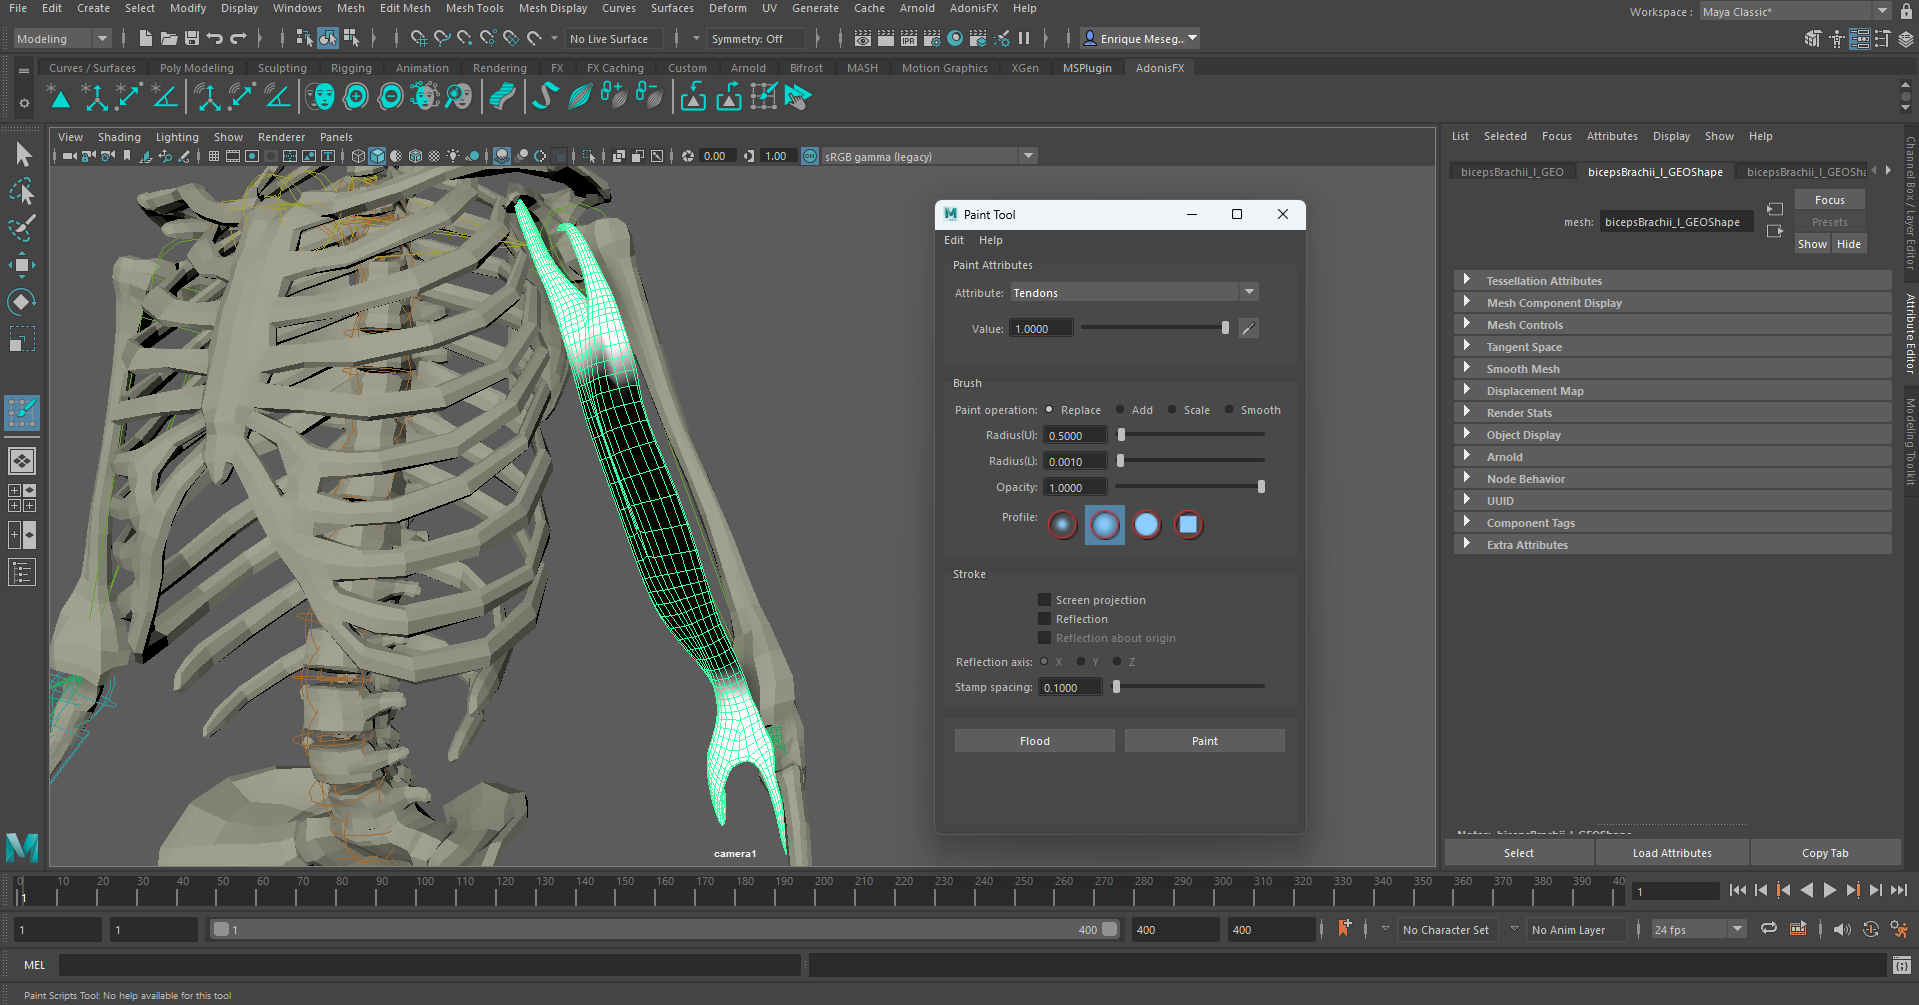 File Edit Create Select Modify Display Windows Mesh Edit Mesh Mesh Tools Mesh Display Curves Surfaces Deform UV Generate Cache Arnold AdonisFX Help
Workspace : Maya Classic*
Modeling No Live Surface Symmetry: Off IPR Enrique Meseg...
Curves / Surfaces Poly Modeling Sculpting Rigging Animation Rendering FX FX Caching Custom Arnold Bifrost MASH Motion Graphics XGen MSPlugin AdonisFX
View Shading Lighting Show Renderer Panels
0.00 1.00 ON sRGB gamma (legacy)
List Selected Focus Attributes Display Show Help
bicepsBrachii_l_GEO bicepsBrachii_l_GEOShape bicepsBrachii_l_GEOSha
mesh: bicepsBrachii_l_GEOShape
Focus
Presets
Show Hide
Tessellation Attributes
Mesh Component Display
Mesh Controls
Tangent Space
Smooth Mesh
Displacement Map
Render Stats
Object Display
Arnold
Node Behavior
UUID
Component Tags
Extra Attributes
Notes: bicepsBrachii_l_GEOShape
Select Load Attributes Copy Tab
Channel Box / Layer Editor
Attribute Editor
Modeling Toolkit
Paint Tool
Edit Help
Paint Attributes
Attribute: Tendons
Value: 1.0000
Brush
Paint operation: Replace Add Scale Smooth
Radius(U): 0.5000
Radius(L): 0.0010
Opacity: 1.0000
Profile:
Stroke
Screen projection
Reflection
Reflection about origin
Reflection axis: X Y Z
Stamp spacing: 0.1000
Flood Paint
camera1
0 10 20 30 40 50 60 70 80 90 100 110 120 130 140 150 160 170 180 190 200 210 220 230 240 250 260 270 280 290 300 310 320 330 340 350 360 370 380 390 40
1
1
1 1 1 400 400 400 No Character Set No Anim Layer 24 fps
MEL
Paint Scripts Tool: No help available for this tool